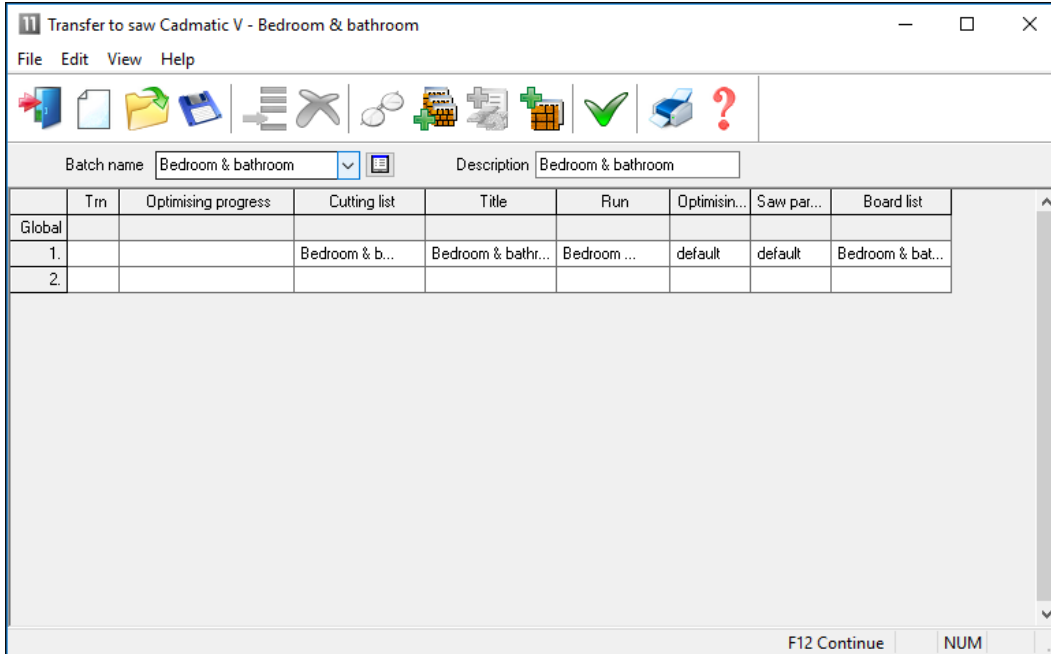 11 Transfer to saw Cadmatic V - Bedroom & bathroom
File Edit View Help
?
Batch name Bedroom & bathroom Description Bedroom & bathroom
Trn Optimising progress Cutting list Title Run Optimisin... Saw par... Board list
Global
1. Bedroom & b... Bedroom & bathr... Bedroom ... default default Bedroom & bat...
2.
F12 Continue NUM